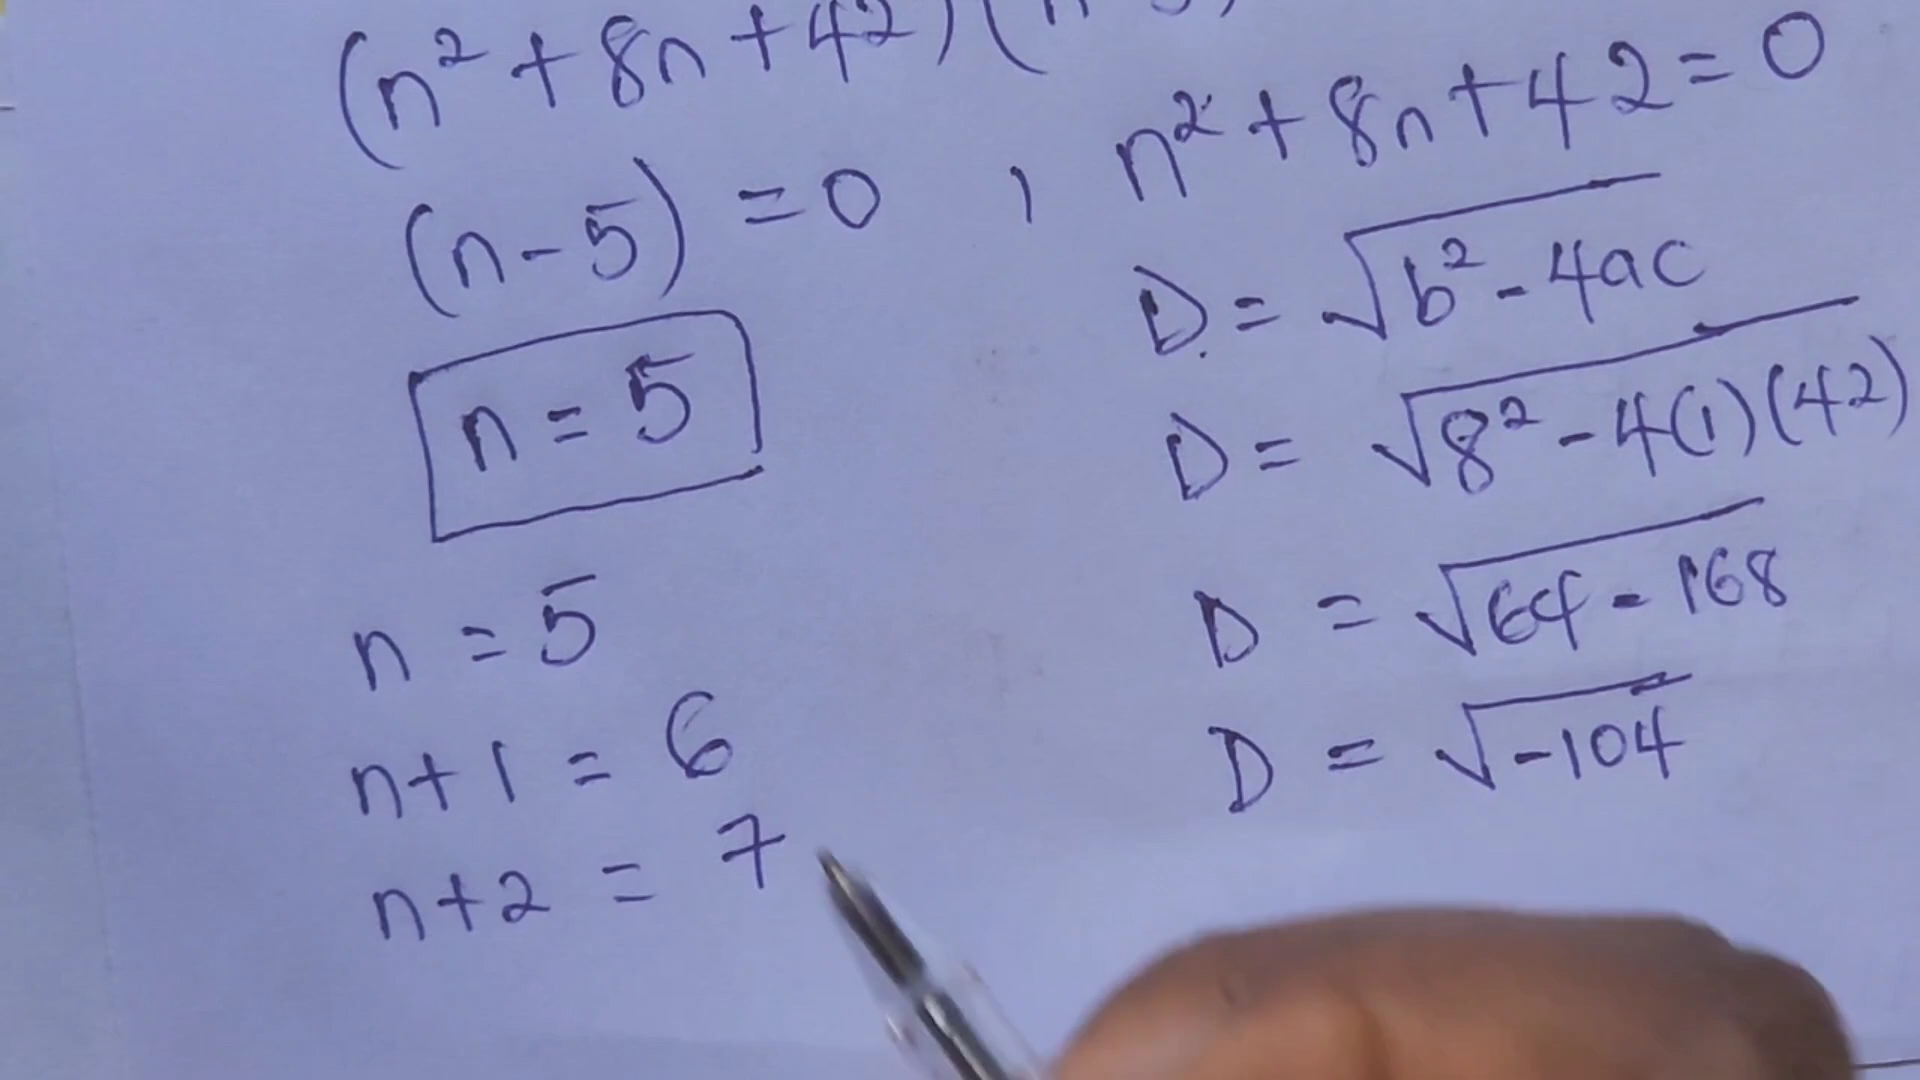 (n² + 8n + 42)(n
(n - 5) = 0 , n² + 8n + 42 = 0
n = 5
n = 5
n + 1 = 6
n + 2 = 7
D = √b² - 4ac
D = √8² - 4(1)(42)
D = √64 - 168
D = √-104